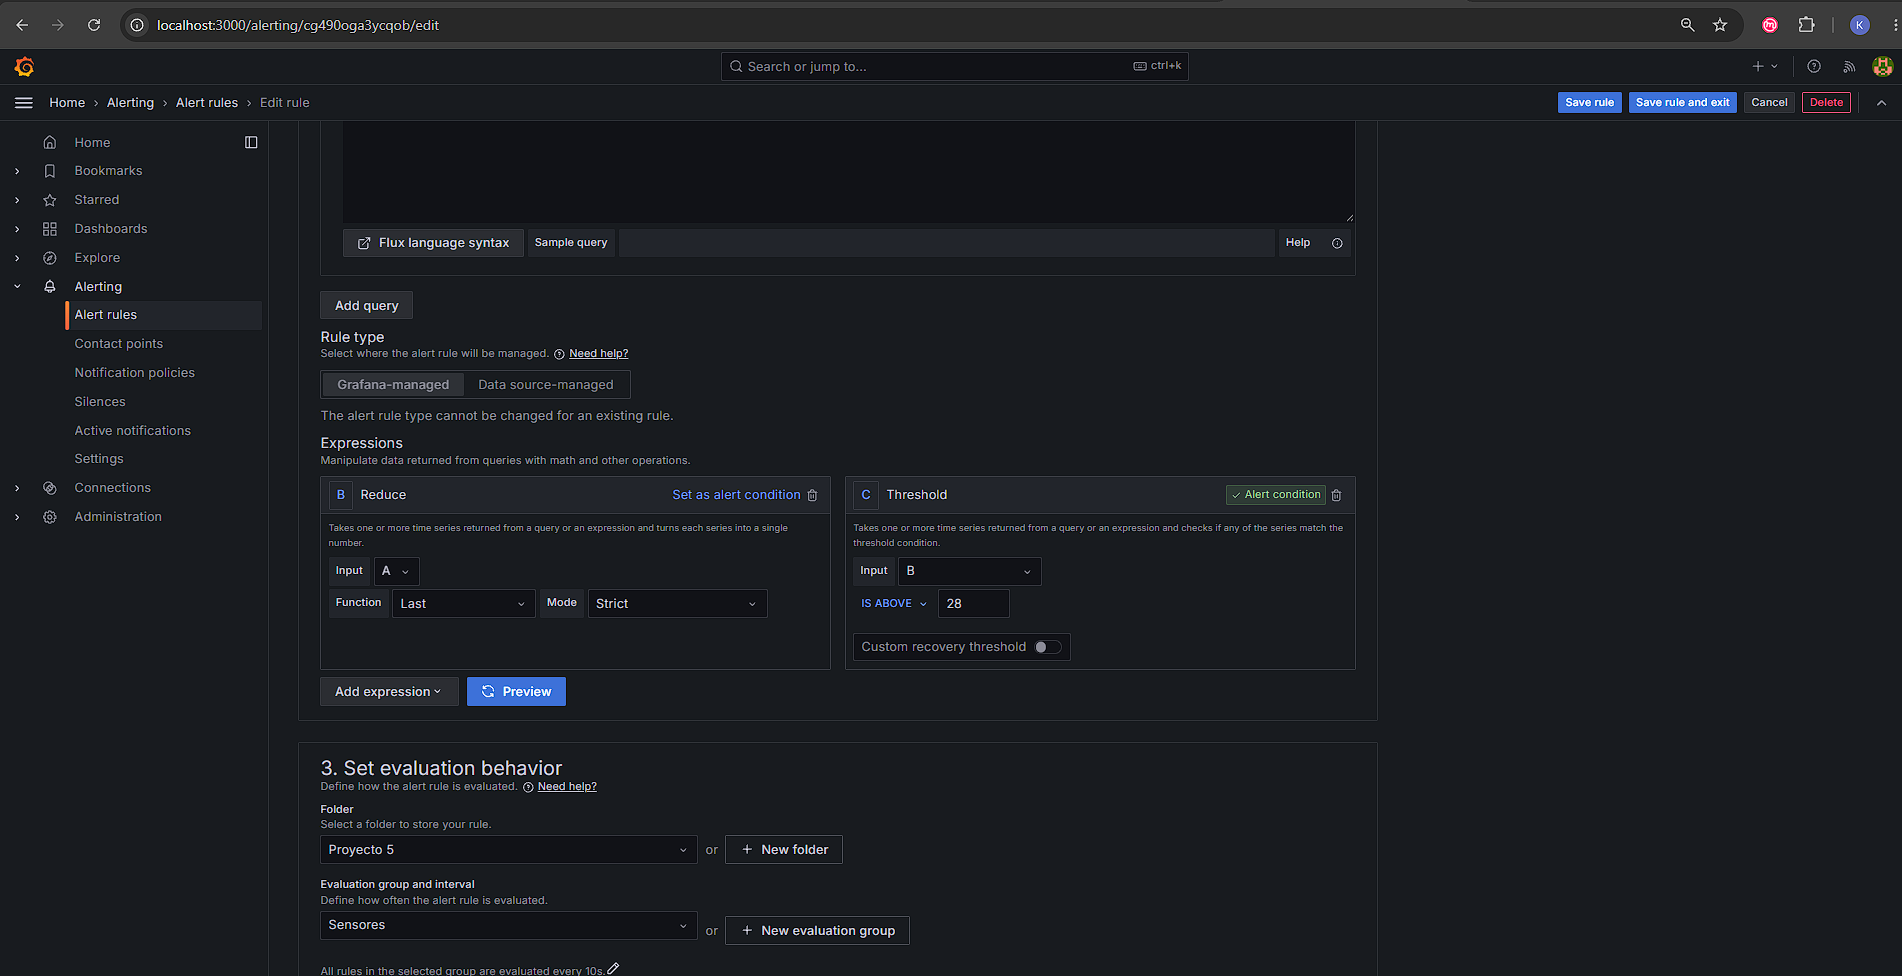 localhost:3000/alerting/cg490oga3ycqob/edit
K
Search or jump to...
ctrl+k
Home › Alerting › Alert rules › Edit rule
Save rule
Save rule and exit
Cancel
Delete
Home
Bookmarks
Starred
Dashboards
Explore
Alerting
Alert rules
Contact points
Notification policies
Silences
Active notifications
Settings
Connections
Administration
Flux language syntax
Sample query
Help
Add query
Rule type
Select where the alert rule will be managed. Need help?
Grafana-managed
Data source-managed
The alert rule type cannot be changed for an existing rule.
Expressions
Manipulate data returned from queries with math and other operations.
B Reduce
Set as alert condition
Takes one or more time series returned from a query or an expression and turns each series into a single
number.
Input A
Function Last
Mode Strict
C Threshold
Alert condition
Takes one or more time series returned from a query or an expression and checks if any of the series match the
threshold condition.
Input B
IS ABOVE 28
Custom recovery threshold
Add expression
Preview
3. Set evaluation behavior
Define how the alert rule is evaluated. Need help?
Folder
Select a folder to store your rule.
Proyecto 5
or
+ New folder
Evaluation group and interval
Define how often the alert rule is evaluated.
Sensores
or
+ New evaluation group
All rules in the selected group are evaluated every 10s.